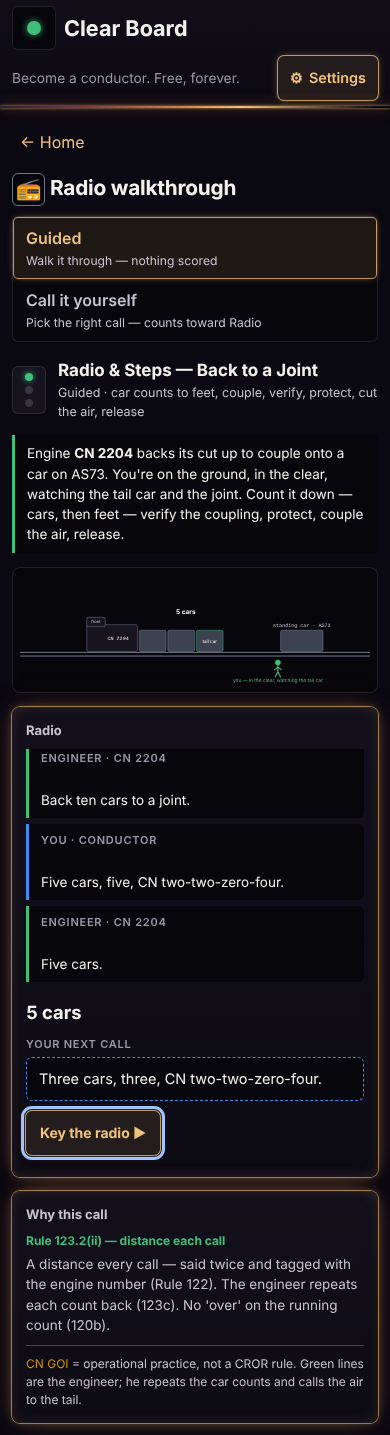 Clear Board
Become a conductor. Free, forever.
⚙ Settings
← Home
📻 Radio walkthrough
Guided
Walk it through — nothing scored
Call it yourself
Pick the right call — counts toward Radio
Radio & Steps — Back to a Joint
Guided · car counts to feet, couple, verify, protect, cut
the air, release
Engine CN 2204 backs its cut up to couple onto a
car on AS73. You're on the ground, in the clear,
watching the tail car and the joint. Count it down —
cars, then feet — verify the coupling, protect, couple
the air, release.
5 cars
front
CN 2204
tail car
standing car · AS73
you — in the clear, watching the tail car
Radio
ENGINEER · CN 2204
Back ten cars to a joint.
YOU · CONDUCTOR
Five cars, five, CN two-two-zero-four.
ENGINEER · CN 2204
Five cars.
5 cars
YOUR NEXT CALL
Three cars, three, CN two-two-zero-four.
Key the radio ▶
Why this call
Rule 123.2(ii) — distance each call
A distance every call — said twice and tagged with
the engine number (Rule 122). The engineer repeats
each count back (123c). No 'over' on the running
count (120b).
CN GOI = operational practice, not a CROR rule. Green lines
are the engineer; he repeats the car counts and calls the air
to the tail.